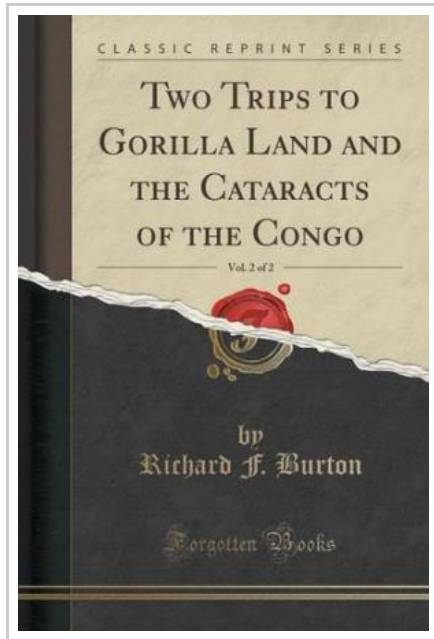 CLASSIC REPRINT SERIES
TWO TRIPS TO
GORILLA LAND AND
THE CATARACTS
OF THE CONGO
Vol. 2 of 2
by
Richard F. Burton
Forgotten Books